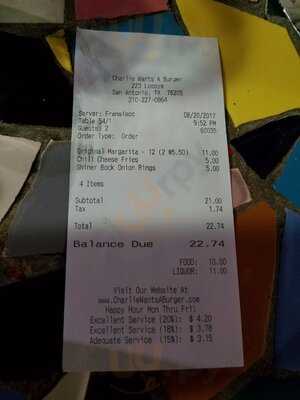 Charlie Wants A Burger
223 Losoya
San Antonio, TX 78205
210-227-0864
Server: Fransisco 08/20/2017
Table 54/1 9:52 PM
Guests: 2 60035
Order Type: Order
Original Margarita - 12 (2 @5.50) 11.00
Chili Cheese Fries 5.00
Shiner Bock Onion Rings 5.00
4 Items
Subtotal 21.00
Tax 1.74
Total 22.74
Balance Due 22.74
FOOD: 10.00
LIQUOR: 11.00
Visit Our Website At
www.CharlieWantsABurger.com
Happy Hour Mon Thru Fri!
Excellent Service (20%): $ 4.20
Excellent Service (18%): $ 3.78
Adequate Service (15%): $ 3.15